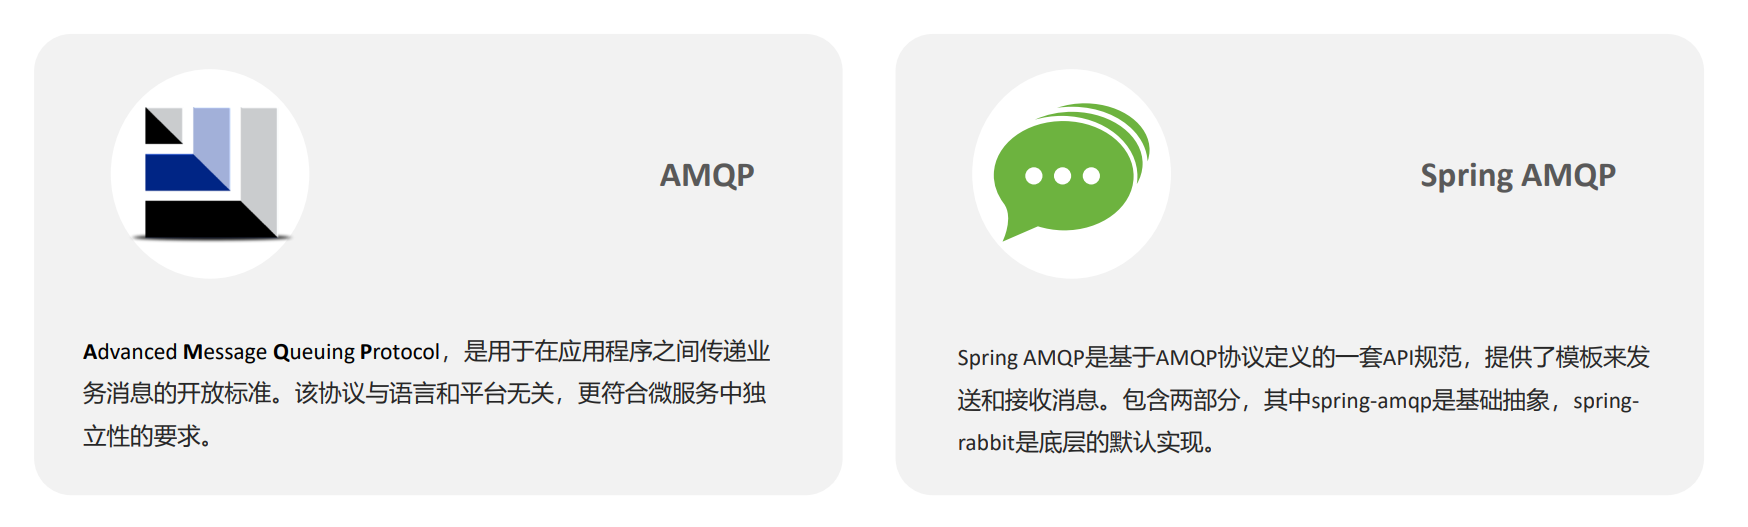 AMQP
Advanced Message Queuing Protocol，是用于在应用程序之间传递业
务消息的开放标准。该协议与语言和平台无关，更符合微服务中独
立性的要求。
Spring AMQP
Spring AMQP是基于AMQP协议定义的一套API规范，提供了模板来发
送和接收消息。包含两部分，其中spring-amqp是基础抽象，spring-
rabbit是底层的默认实现。